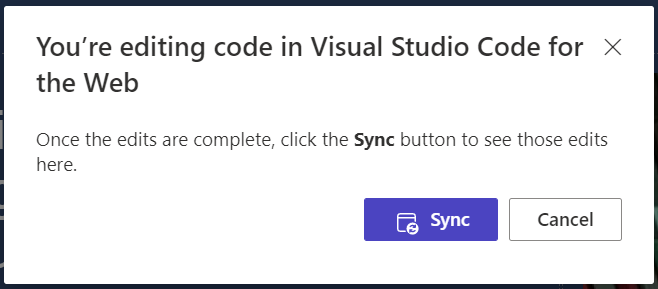 You’re editing code in Visual Studio Code for
the Web
Once the edits are complete, click the Sync button to see those edits
here.
Sync
Cancel